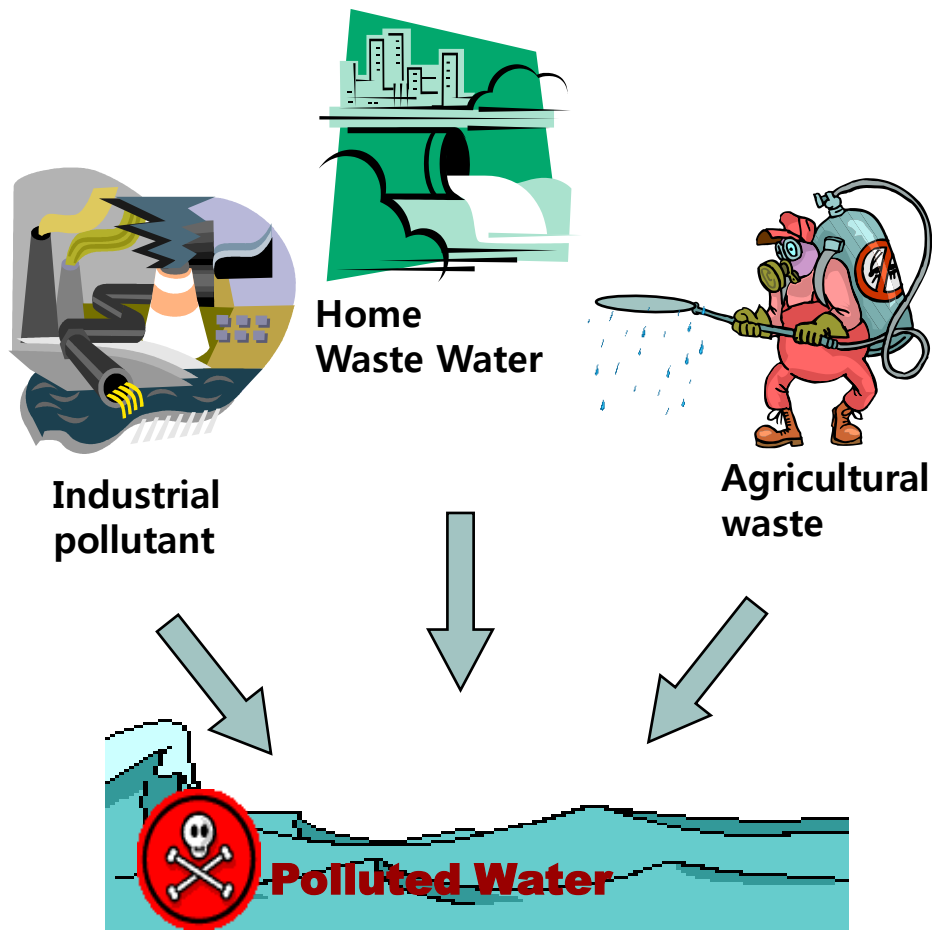 Home
Waste Water
Industrial
pollutant
Agricultural
waste
Polluted Water